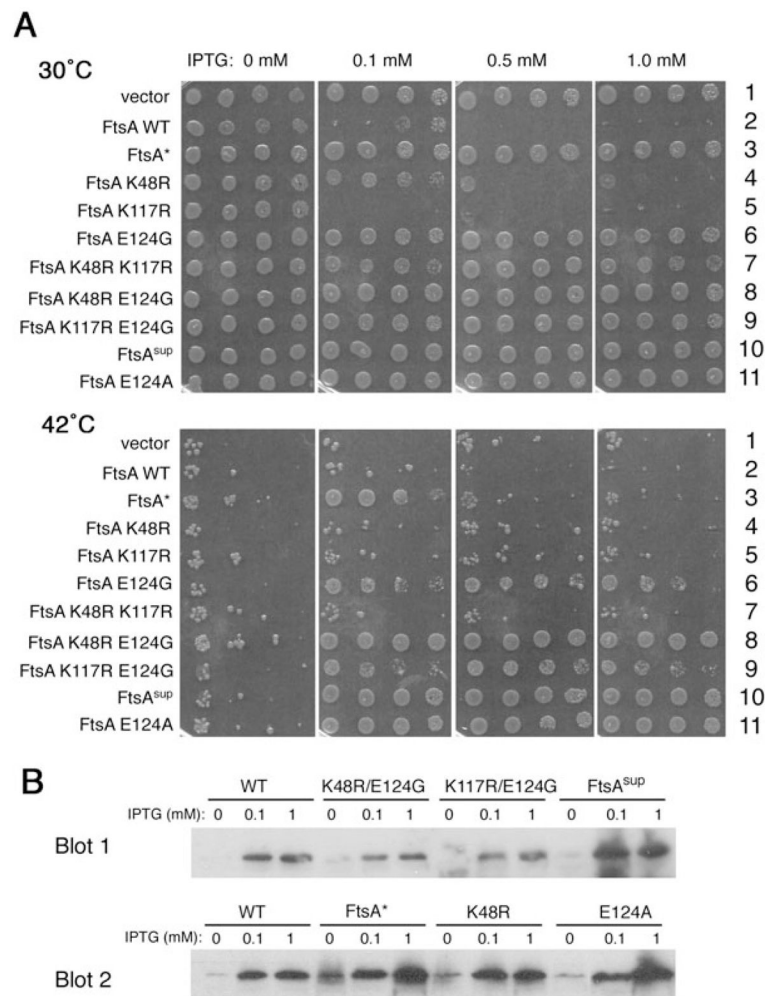 A
30˚C
IPTG: 0 mM 0.1 mM 0.5 mM 1.0 mM
vector 1
FtsA WT 2
FtsA* 3
FtsA K48R 4
FtsA K117R 5
FtsA E124G 6
FtsA K48R K117R 7
FtsA K48R E124G 8
FtsA K117R E124G 9
FtsAsup 10
FtsA E124A 11
42˚C
vector 1
FtsA WT 2
FtsA* 3
FtsA K48R 4
FtsA K117R 5
FtsA E124G 6
FtsA K48R K117R 7
FtsA K48R E124G 8
FtsA K117R E124G 9
FtsAsup 10
FtsA E124A 11
B
WT K48R/E124G K117R/E124G FtsAsup
IPTG (mM): 0 0.1 1 0 0.1 1 0 0.1 1 0 0.1 1
Blot 1
WT FtsA* K48R E124A
IPTG (mM): 0 0.1 1 0 0.1 1 0 0.1 1 0 0.1 1
Blot 2